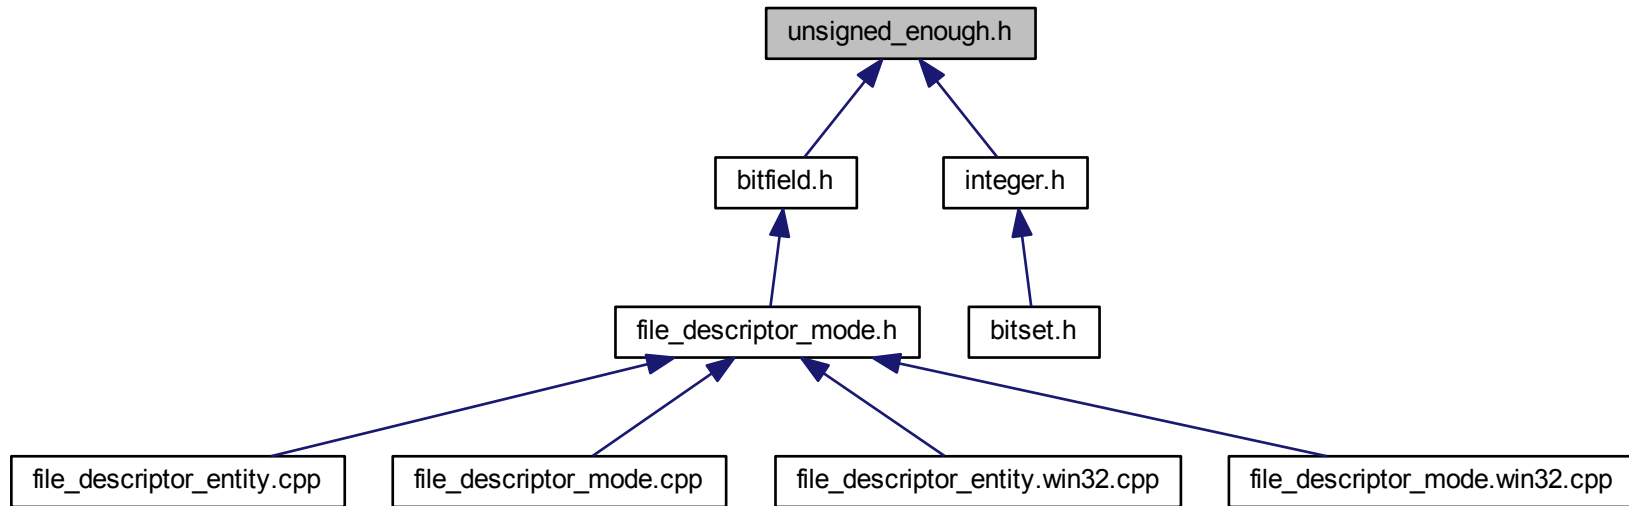 unsigned_enough.h
bitfield.h
integer.h
file_descriptor_mode.h
bitset.h
file_descriptor_entity.cpp
file_descriptor_mode.cpp
file_descriptor_entity.win32.cpp
file_descriptor_mode.win32.cpp